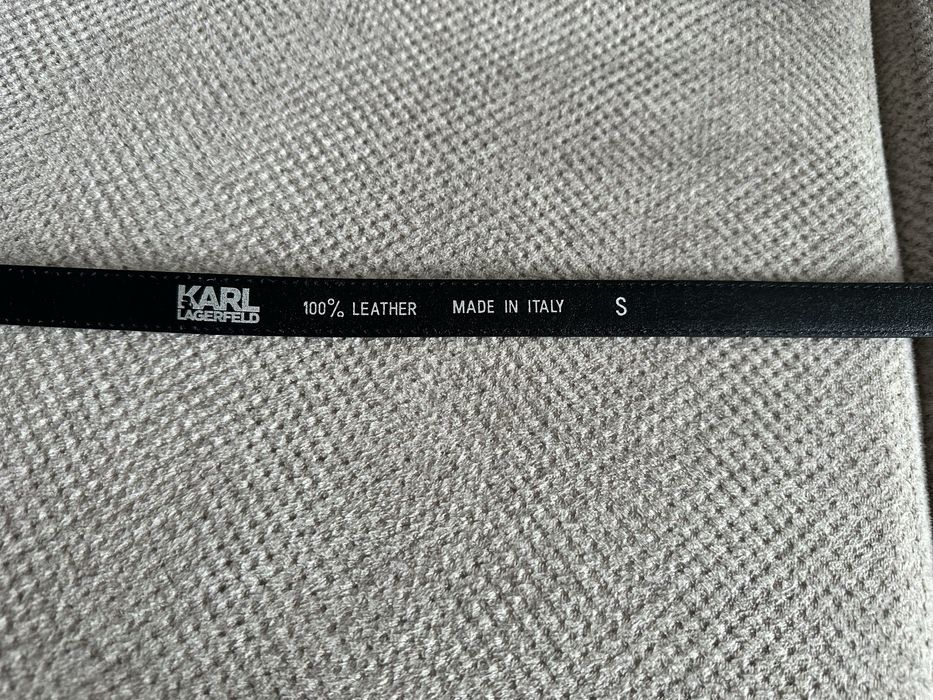 KARL
LAGERFELD
100% LEATHER MADE IN ITALY S